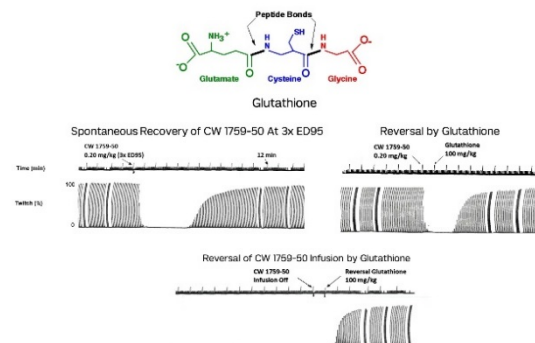 Peptide Bonds
NH₃⁺
H
N
SH
H
N
O
O⁻
⁻O
O
O
O
Glutamate
Cysteine
Glycine
Glutathione
Spontaneous Recovery of CW 1759-50 At 3x ED95
Reversal by Glutathione
CW 1759-50
0.20 mg/kg (3x ED95)
12 min
CW 1759-50
0.20 mg/kg
Glutathione
100 mg/kg
Time (min)
100
Twitch (%)
0
Reversal of CW 1759-50 Infusion by Glutathione
CW 1759-50
Infusion Off
Reversal Glutathione
100 mg/kg